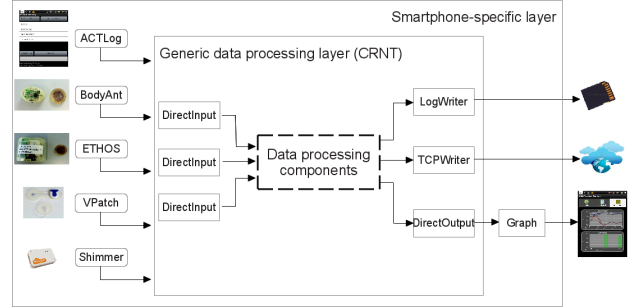 Smartphone-specific layer
ACTLog
Generic data processing layer (CRNT)
BodyAnt
DirectInput
LogWriter
ETHOS
DirectInput
Data processing
components
TCPWriter
VPatch
DirectInput
DirectOutput
Graph
Shimmer